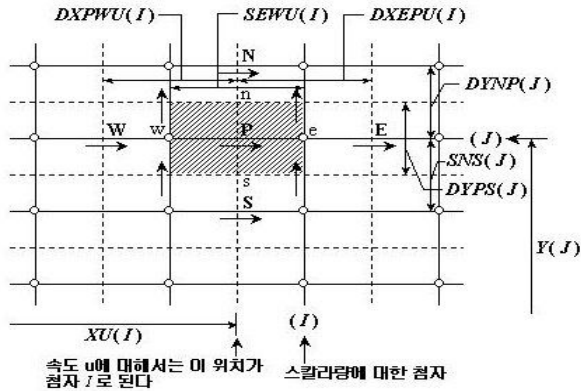 DXPWU(I) SEWU(I) DXEPU(I)
N
DYNP(J)
n
W w P e E (J)
SNS(J)
s DYPS(J)
S
Y(J)
XU(I) (I)
속도 u에 대해서는 이 위치가 스칼라량에 대한 첨자
첨자 I 로 된다